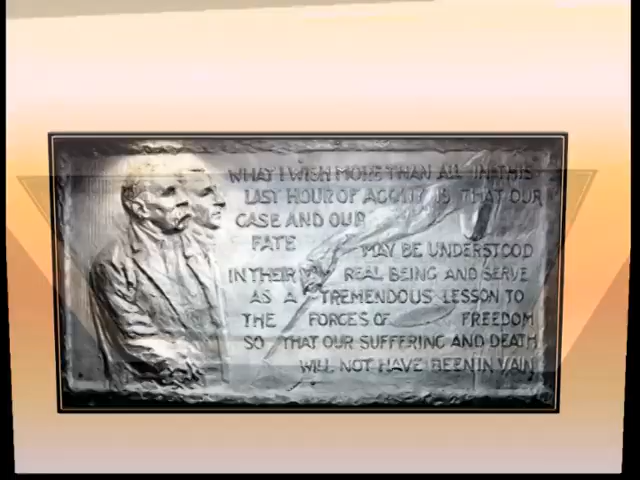 WHAT I WISH MORE THAN ALL IN THIS
LAST HOUR OF AGONY IS THAT OUR
CASE AND OUR
FATE MAY BE UNDERSTOOD
IN THEIR REAL BEING AND SERVE
AS A TREMENDOUS LESSON TO
THE FORCES OF FREEDOM
SO THAT OUR SUFFERING AND DEATH
WILL NOT HAVE BEEN IN VAIN